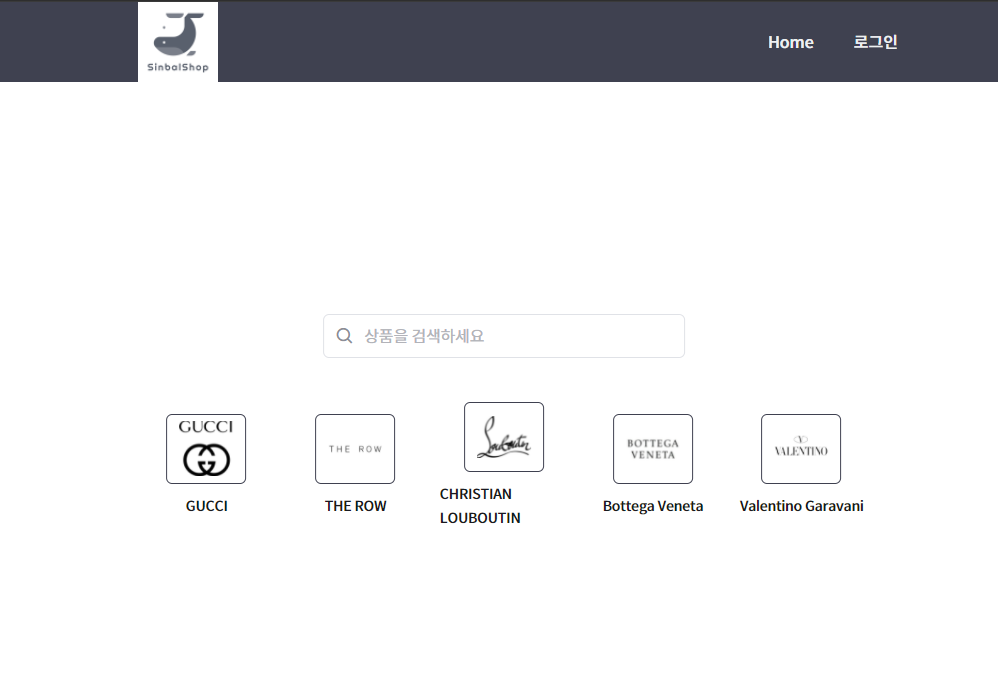 SinbalShop
Home
로그인
상품을 검색하세요
GUCCI
THE ROW
Louboutin
BOTTEGA
VENETA
VALENTINO
GUCCI
THE ROW
CHRISTIAN
LOUBOUTIN
Bottega Veneta
Valentino Garavani